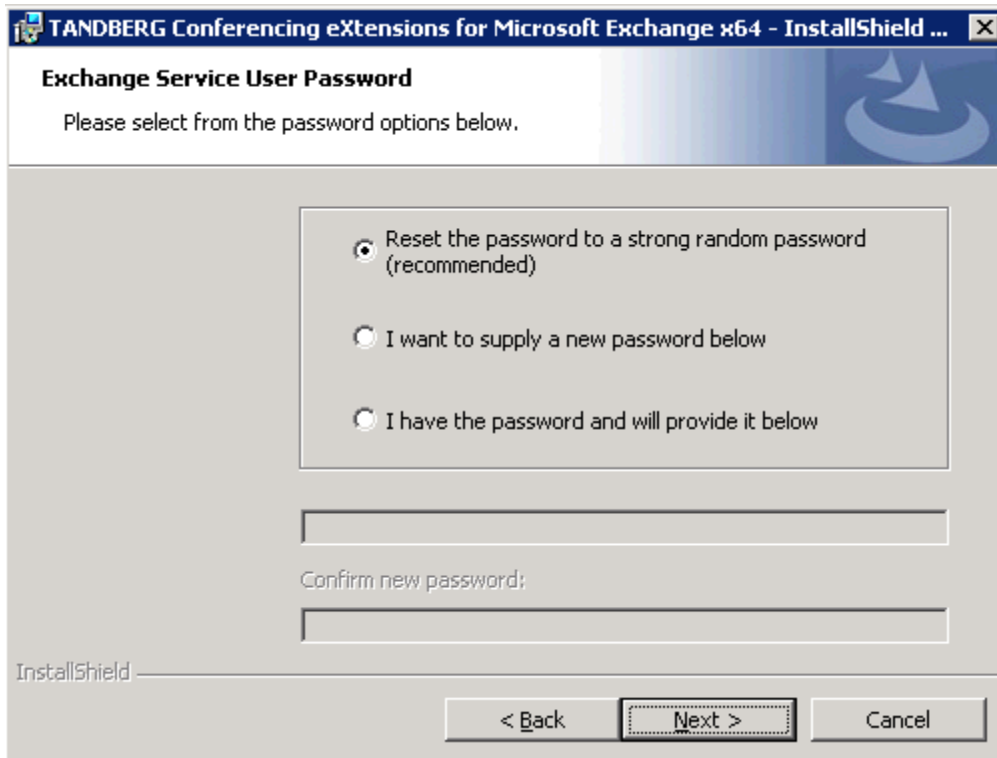 TANDBERG Conferencing eXtensions for Microsoft Exchange x64 - InstallShield ...
Exchange Service User Password
Please select from the password options below.
Reset the password to a strong random password
(recommended)
I want to supply a new password below
I have the password and will provide it below
Confirm new password:
InstallShield
< Back
Next >
Cancel